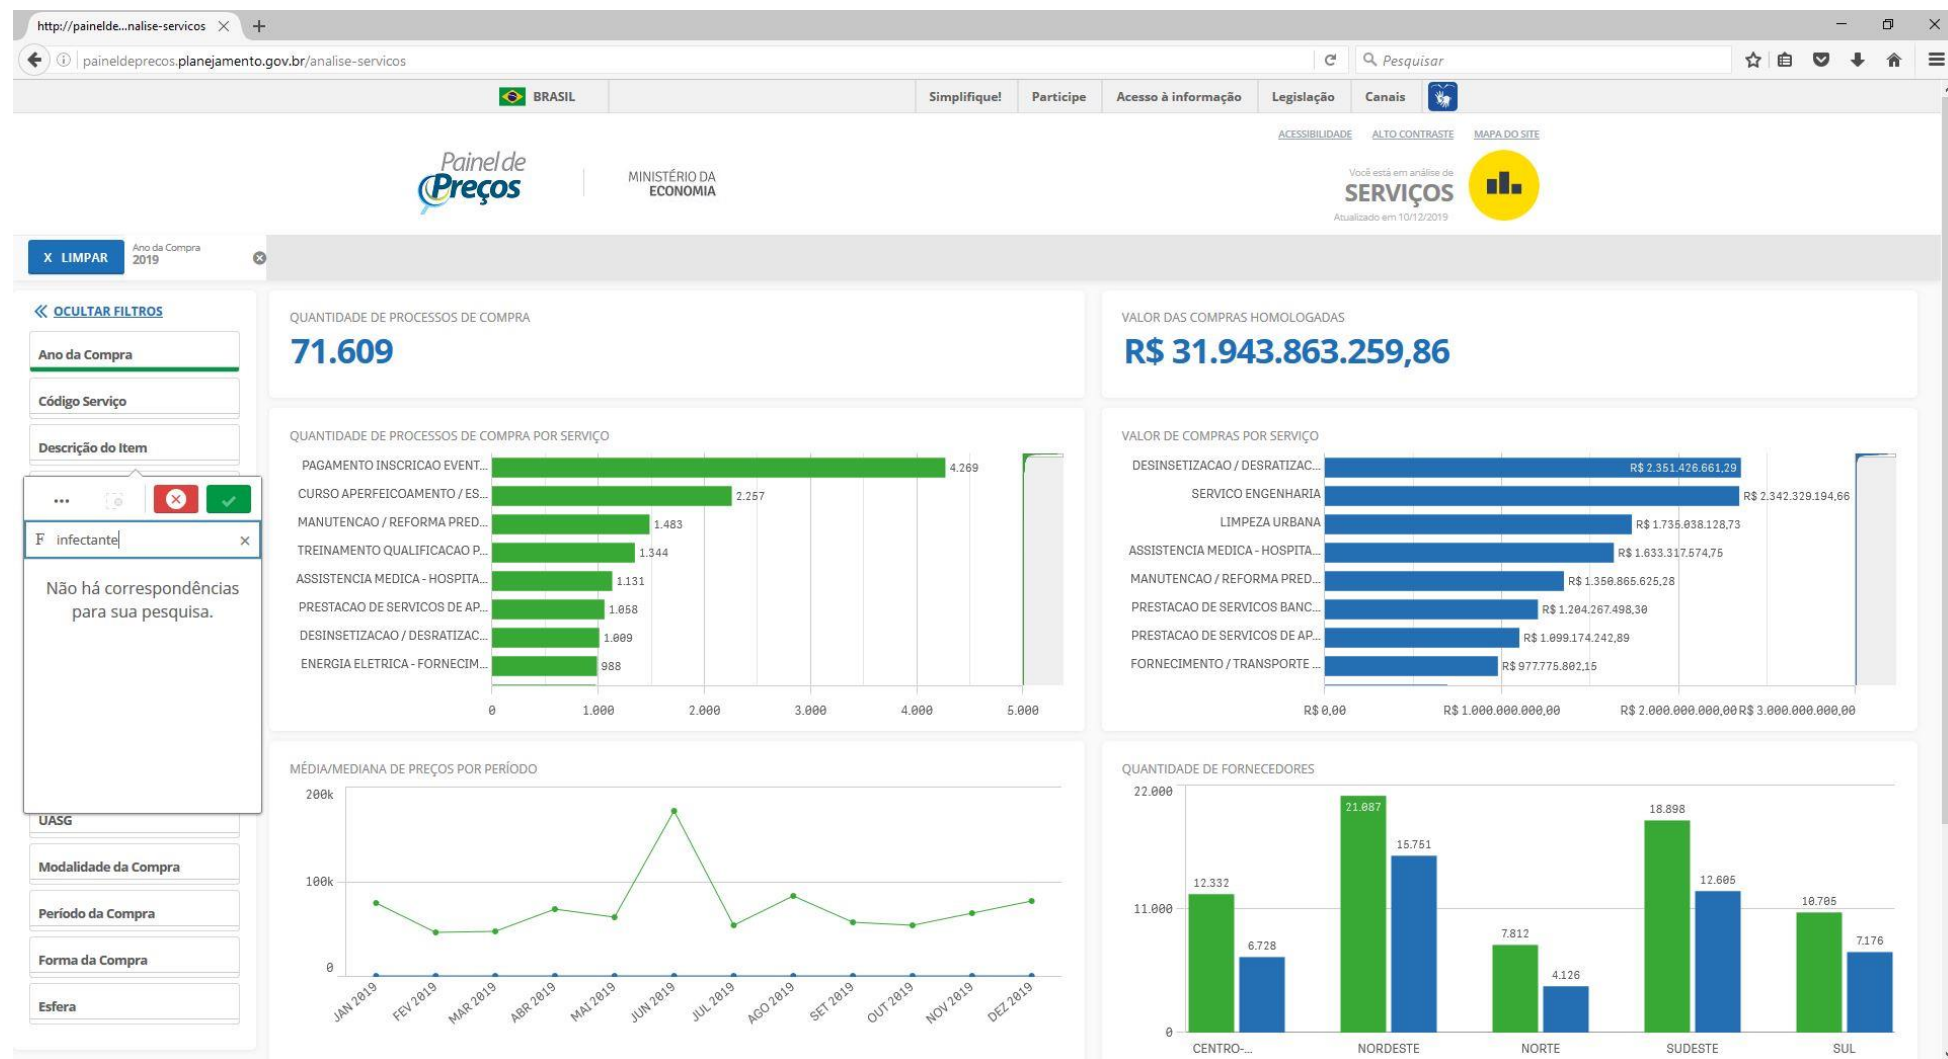 http://painelde...nalise-servicos
paineldeprecos.planejamento.gov.br/analise-servicos
Pesquisar
BRASIL
Simplifique!
Participe
Acesso à informação
Legislação
Canais
ACESSIBILIDADE
ALTO CONTRASTE
MAPA DO SITE
Painel de
Preços
MINISTÉRIO DA
ECONOMIA
Você está em análise de
SERVIÇOS
Atualizado em 10/12/2019
X LIMPAR
Ano da Compra
2019
OCULTAR FILTROS
Ano da Compra
Código Serviço
Descrição do Item
infectante
Não há correspondências
para sua pesquisa.
UASG
Modalidade da Compra
Período da Compra
Forma da Compra
Esfera
QUANTIDADE DE PROCESSOS DE COMPRA
71.609
VALOR DAS COMPRAS HOMOLOGADAS
R$ 31.943.863.259,86
QUANTIDADE DE PROCESSOS DE COMPRA POR SERVIÇO
PAGAMENTO INSCRICAO EVENT... 4.269
CURSO APERFEICOAMENTO / ES... 2.257
MANUTENCAO / REFORMA PRED... 1.483
TREINAMENTO QUALIFICACAO P... 1.344
ASSISTENCIA MEDICA - HOSPITA... 1.131
PRESTACAO DE SERVICOS DE AP... 1.058
DESINSETIZACAO / DESRATIZAC... 1.009
ENERGIA ELETRICA - FORNECIM... 988
0 1.000 2.000 3.000 4.000 5.000
VALOR DE COMPRAS POR SERVIÇO
DESINSETIZACAO / DESRATIZAC... R$ 2.351.426.661,29
SERVICO ENGENHARIA R$ 2.342.329.194,66
LIMPEZA URBANA R$ 1.735.038.128,73
ASSISTENCIA MEDICA - HOSPITA... R$ 1.633.317.574,75
MANUTENCAO / REFORMA PRED... R$ 1.350.865.625,28
PRESTACAO DE SERVICOS BANC... R$ 1.204.267.498,30
PRESTACAO DE SERVICOS DE AP... R$ 1.099.174.242,89
FORNECIMENTO / TRANSPORTE ... R$ 977.775.802,15
R$ 0,00 R$ 1.000.000.000,00 R$ 2.000.000.000,00 R$ 3.000.000.000,00
MÉDIA/MEDIANA DE PREÇOS POR PERÍODO
200k
100k
0
JAN 2019 FEV 2019 MAR 2019 ABR 2019 MAI 2019 JUN 2019 JUL 2019 AGO 2019 SET 2019 OUT 2019 NOV 2019 DEZ 2019
QUANTIDADE DE FORNECEDORES
22.000
11.000
0
12.332 6.728
21.087 15.751
7.812 4.126
18.898 12.605
10.705 7.176
CENTRO-... NORDESTE NORTE SUDESTE SUL